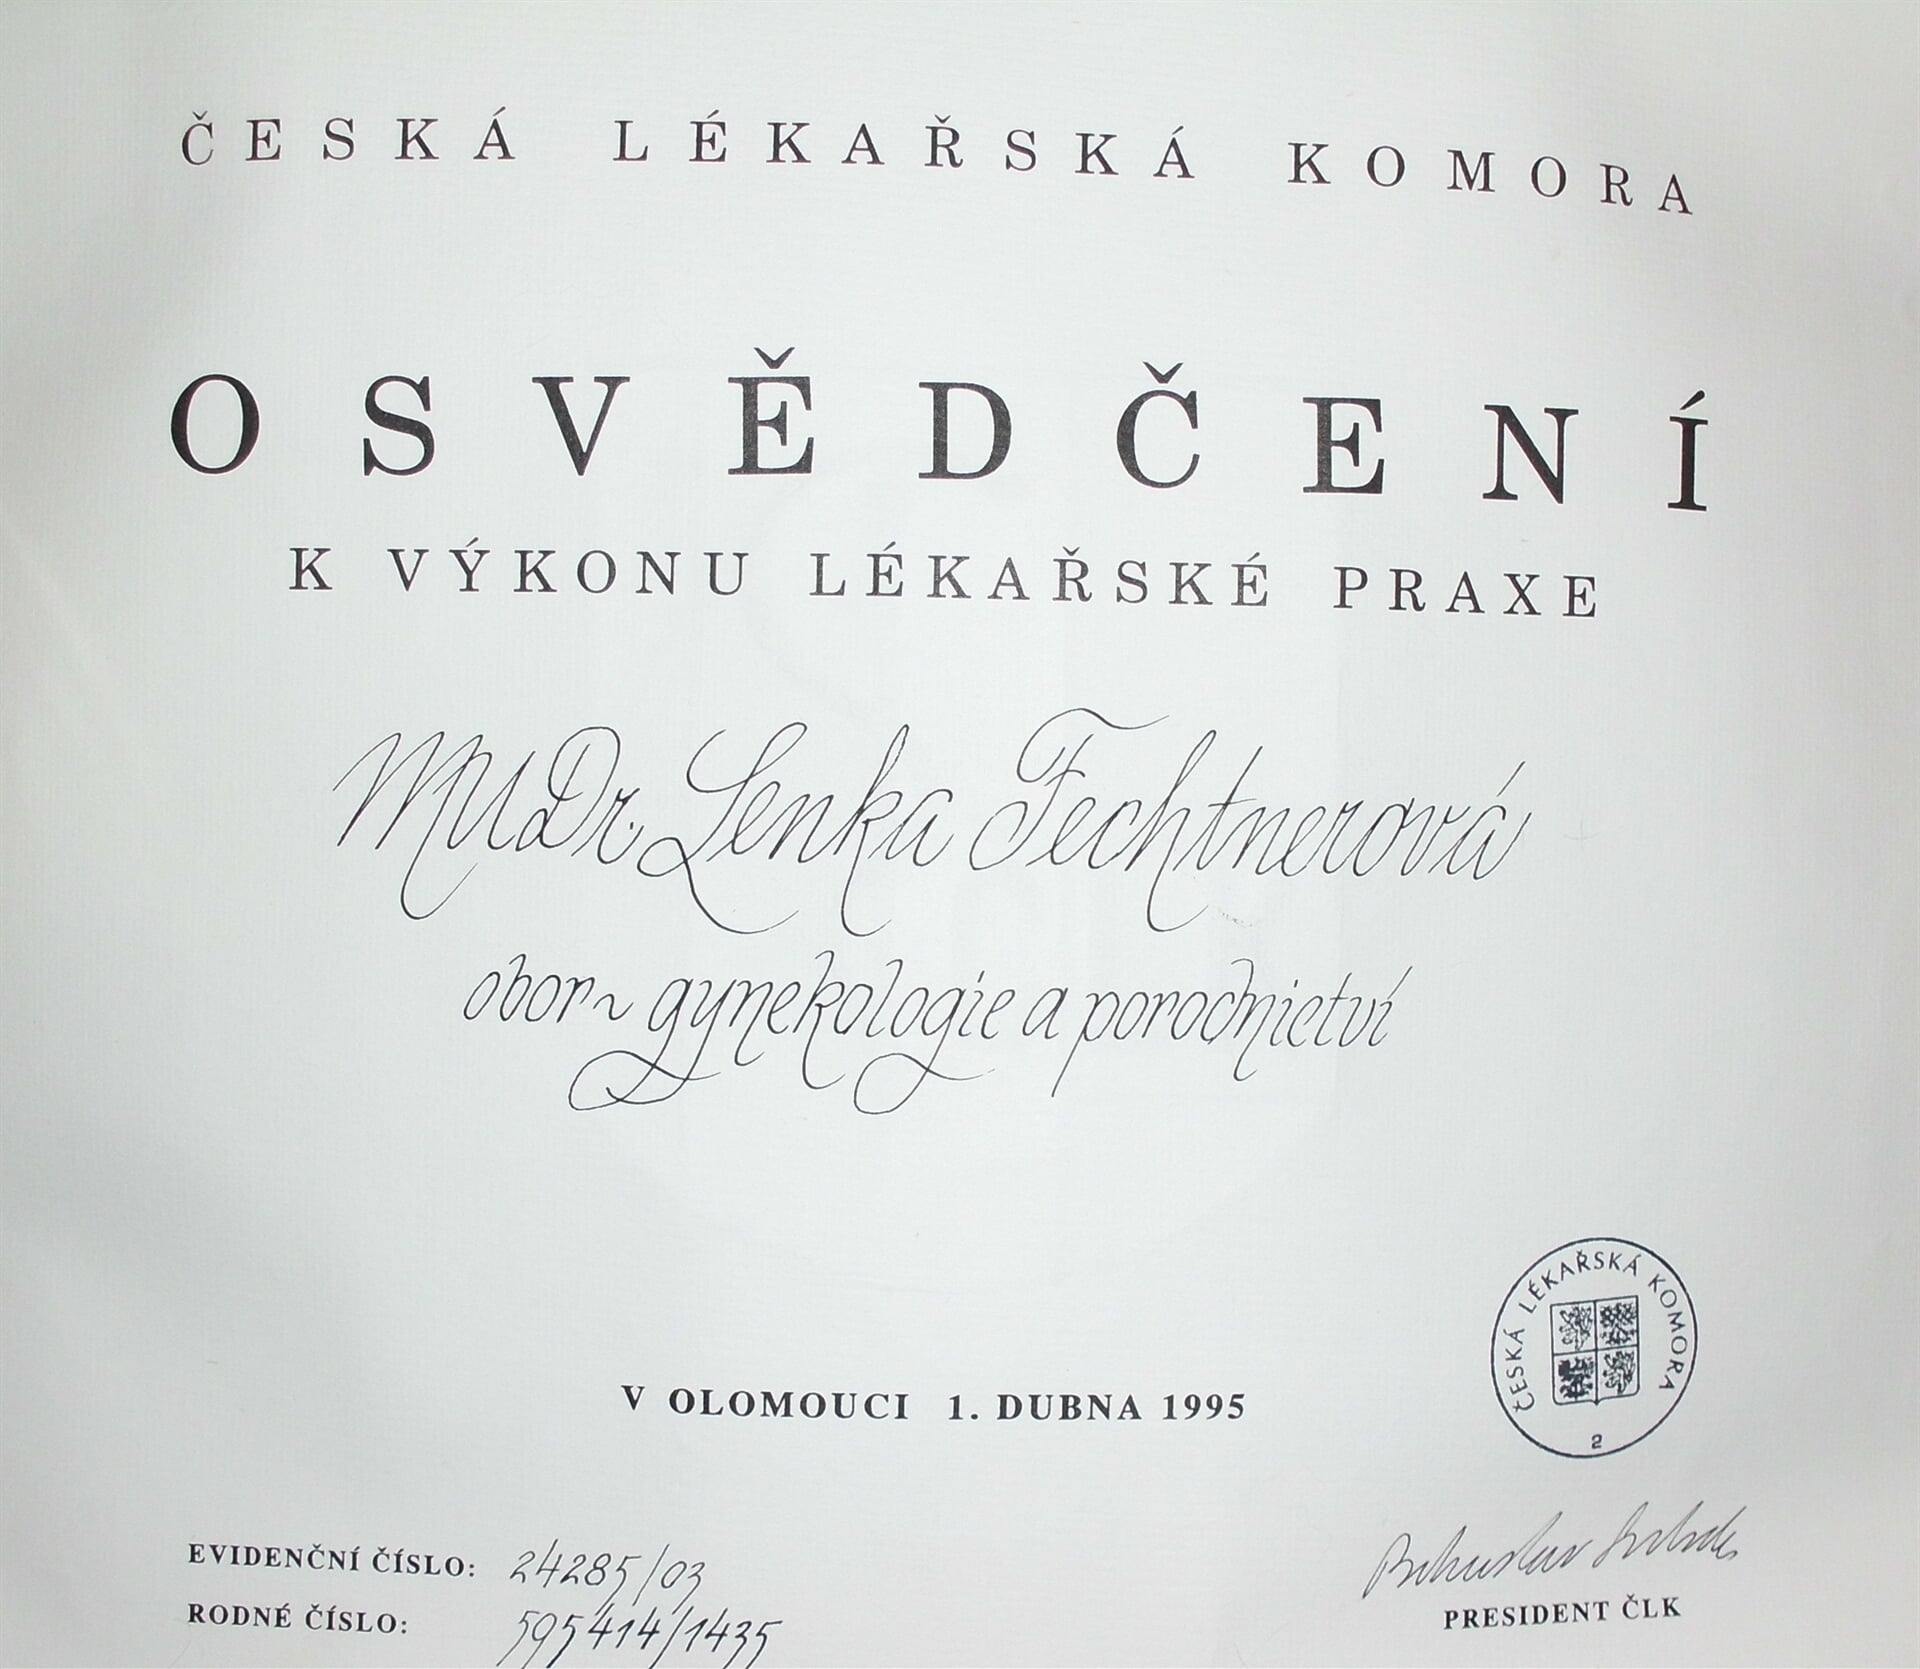 ČESKÁ LÉKAŘSKÁ KOMORA
OSVĚDČENÍ
K VÝKONU LÉKAŘSKÉ PRAXE
MUDr. Lenka Fechtnerová
obor ~ gynekologie a porodnictví
ČESKÁ LÉKAŘSKÁ KOMORA
2
V OLOMOUCI 1. DUBNA 1995
EVIDENČNÍ ČÍSLO: 24285/03
RODNÉ ČÍSLO: 595414/1435
Bohuslav
PRESIDENT ČLK